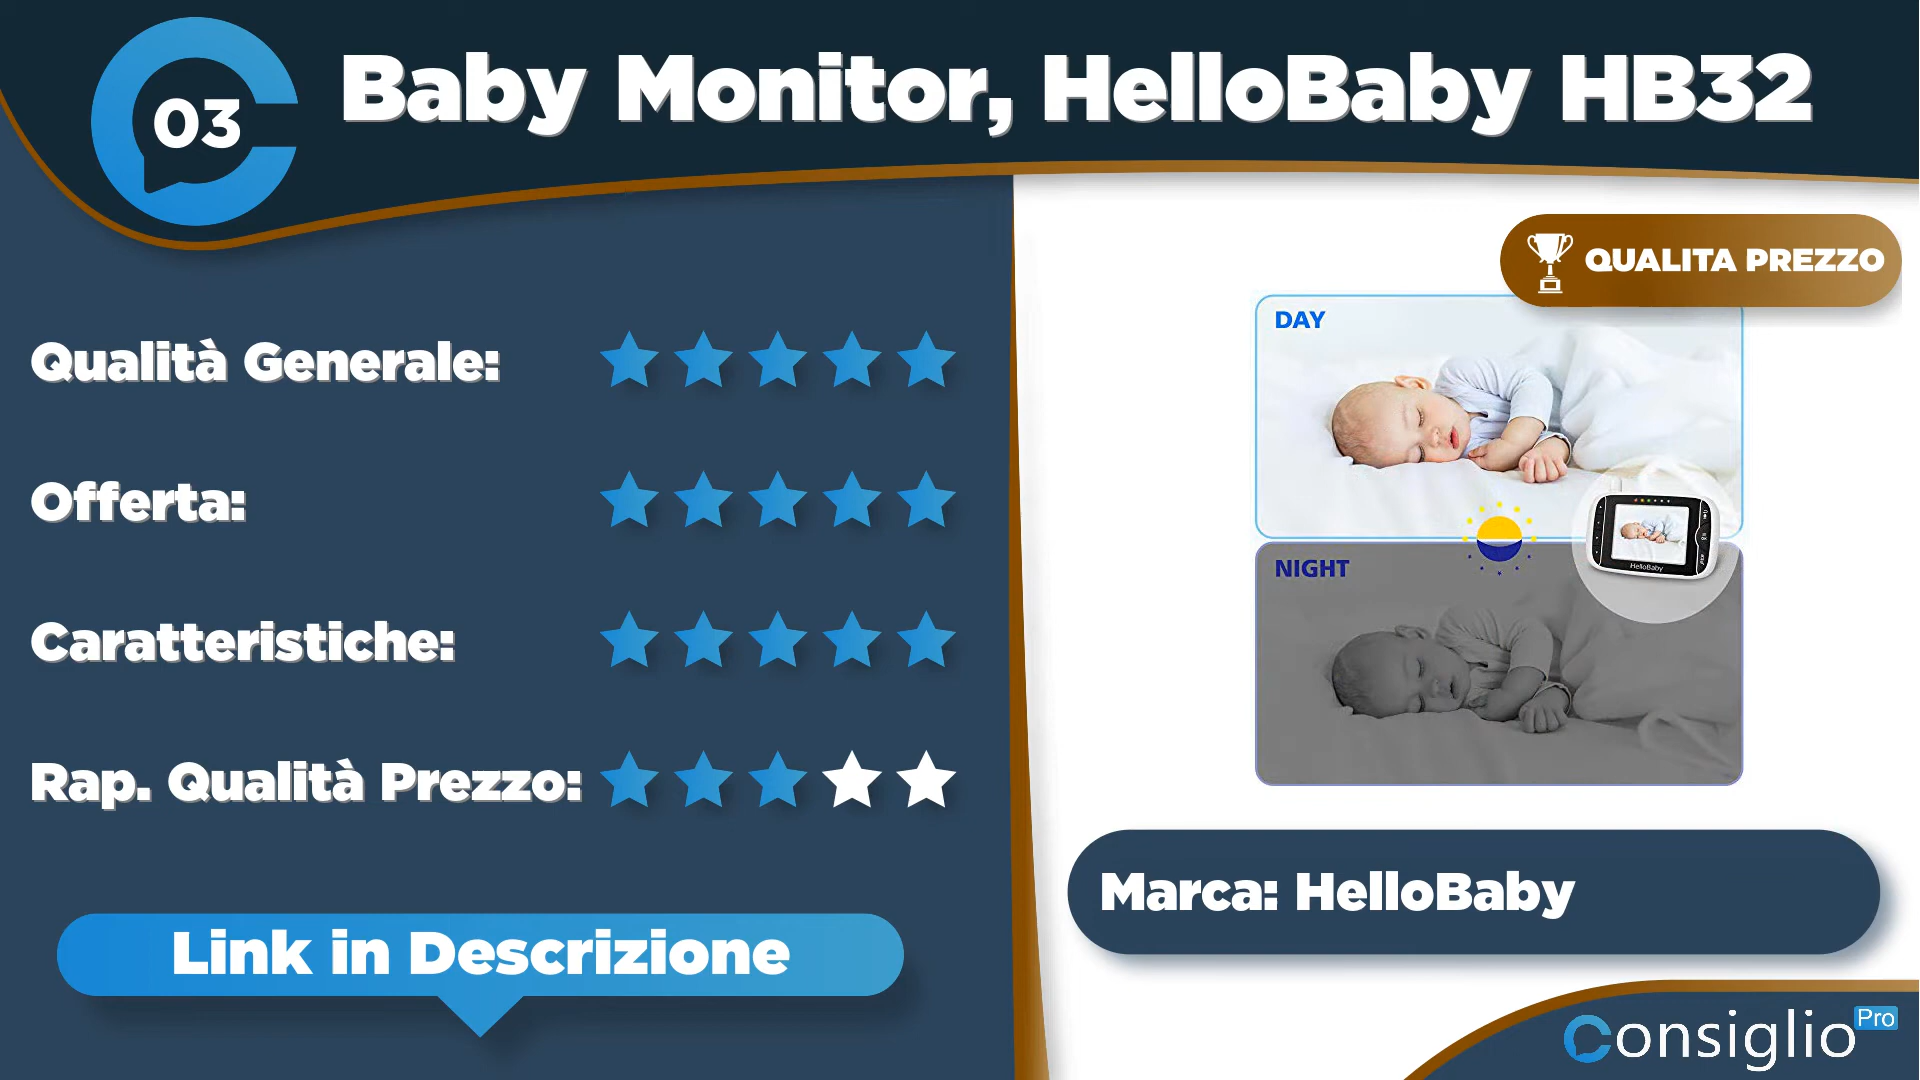 03
Baby Monitor, HelloBaby HB32
QUALITA PREZZO
Qualità Generale:
Offerta:
Caratteristiche:
Rap. Qualità Prezzo:
Link in Descrizione
DAY
NIGHT
HelloBaby
Marca: HelloBaby
Consiglio Pro